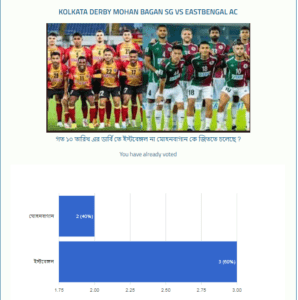 KOLKATA DERBY MOHAN BAGAN SG VS EASTBENGAL AC
গত ১০ তারিখ এর ডার্বি তে ইস্টবেঙ্গল না মোহনবাগান কে জিততে চলেছে ?
You have already voted
মোহনবাগান
2 (40%)
ইস্টবেঙ্গল
3 (60%)
1.75 2.00 2.25 2.50 2.75 3.00